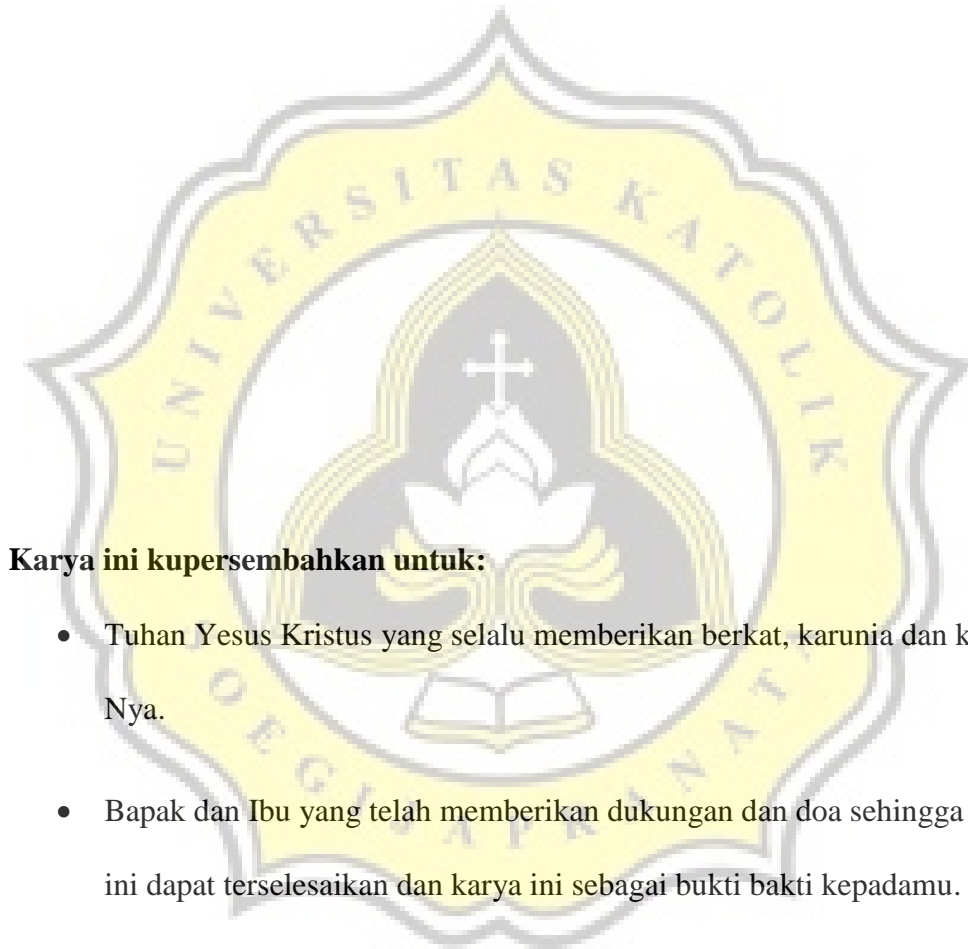 UNIVERSITAS KATOLIK
Karya ini kupersembahkan untuk:
• Tuhan Yesus Kristus yang selalu memberikan berkat, karunia dan k
Nya.
• Bapak dan Ibu yang telah memberikan dukungan dan doa sehingga
ini dapat terselesaikan dan karya ini sebagai bukti bakti kepadamu.
SOEGIJAPRANATA